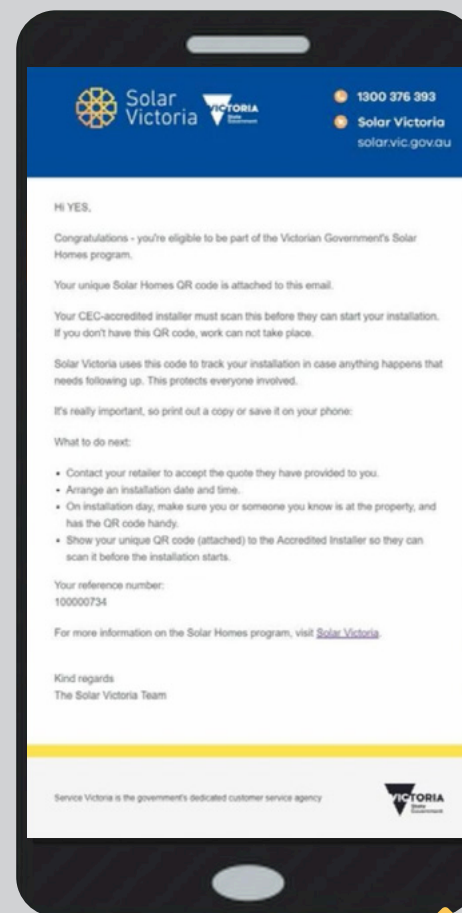 Solar
Victoria
VICTORIA
State
Government
1300 376 393
Solar Victoria
solar.vic.gov.au
Hi YES,
Congratulations - you're eligible to be part of the Victorian Government's Solar
Homes program.
Your unique Solar Homes QR code is attached to this email.
Your CEC-accredited installer must scan this before they can start your installation.
If you don't have this QR code, work can not take place.
Solar Victoria uses this code to track your installation in case anything happens that
needs following up. This protects everyone involved.
It's really important, so print out a copy or save it on your phone:
What to do next:
• Contact your retailer to accept the quote they have provided to you.
• Arrange an installation date and time.
• On installation day, make sure you or someone you know is at the property, and
has the QR code handy.
• Show your unique QR code (attached) to the Accredited Installer so they can
scan it before the installation starts.
Your reference number:
100000734
For more information on the Solar Homes program, visit Solar Victoria.
Kind regards
The Solar Victoria Team
Service Victoria is the government's dedicated customer service agency
VICTORIA
State
Government